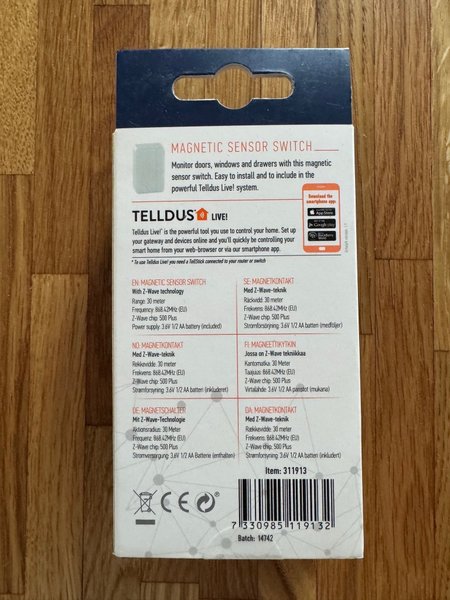 MAGNETIC SENSOR SWITCH
Monitor doors, windows and drawers with this magnetic
sensor switch. Easy to install and to include in the
powerful Telldus Live! system.
Download the
smartphone app:
App Store
Google play
TELLDUS LIVE!
Telldus Live!* is the powerful tool you use to control your home. Set up
your gateway and devices online and you'll quickly be controlling your
smart home from your web-browser or via our smartphone app.
* To use Telldus Live! you need a TellStick connected to your router or switch
EN: MAGNETIC SENSOR SWITCH
With Z-Wave technology
Range: 30 meter
Frequency: 868.42MHz (EU)
Z-Wave chip: 500 Plus
Power supply: 3.6V 1/2 AA battery (included)
SE: MAGNETKONTAKT
Med Z-Wave-teknik
Räckvidd: 30 meter
Frekvens: 868.42MHz (EU)
Z-Wave chip: 500 Plus
Strömförsörjning: 3.6V 1/2 AA batteri (medföljer)
NO: MAGNETKONTAKT
Med Z-Wave-teknik
Rekkevidde: 30 meter
Frekvens: 868.42MHz (EU)
Z-Wave chip: 500 Plus
Strømforsyning: 3.6V 1/2 AA batteri (inkluderet)
FI: MAGNEETTIKYTKIN
Jossa on Z-Wave tekniikkaa
Kantomatka: 30 meter
Taajuus: 868.42MHz (EU)
Z-Wave chip: 500 Plus
Virtalähde: 3.6V 1/2 AA paristot (mukana)
DE: MAGNETSCHALTER
Mit Z-Wave-Technologie
Aktionsradius: 30 meter
Frequenz: 868.42MHz (EU)
Z-Wave chip: 500 Plus
Stromversorgung: 3.6V 1/2 AA Batterie (enthalten)
DA: MAGNETKONTAKT
Med Z-Wave-teknik
Rækkevidde: 30 meter
Frekvens: 868.42MHz (EU)
Z-Wave chip: 500 Plus
Strømforsyning: 3.6V 1/2 AA batteri (inkludert)
Item: 311913
CE
7 330985 119132
Batch: 14742